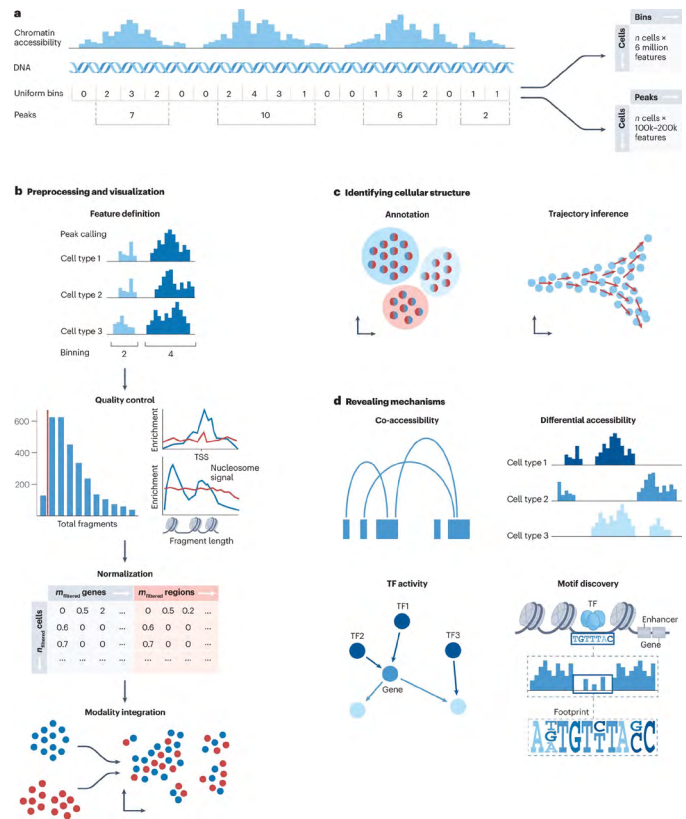 a
Chromatin
accessibility
DNA
Uniform bins 0 2 3 2 0 0 2 4 3 1 0 0 1 3 2 0 1 1
Peaks 7 10 6 2
Bins
Cells
n cells ×
6 million
features
Peaks
Cells
n cells ×
100k–200k
features
b Preprocessing and visualization
Feature definition
Peak calling
Cell type 1
Cell type 2
Cell type 3
Binning 2 4
Quality control
600
400
200
Total fragments
Enrichment
TSS
Enrichment
Nucleosome
signal
Fragment length
Normalization
mfiltered genes mfiltered regions
nfiltered cells
0 0.5 2 ... 0 0.5 0.2 ...
0.6 0 0 0.6 0 0
0.7 0 0 0.7 0 0
... ... ... ... ... ...
Modality integration
c Identifying cellular structure
Annotation
Trajectory inference
d Revealing mechanisms
Co-accessibility
Differential accessibility
Cell type 1
Cell type 2
Cell type 3
TF activity
TF1
TF2
TF3
Gene
Motif discovery
TF
TGTTTAC
Enhancer
Gene
Footprint
ATGTCTAGC
GA TCC